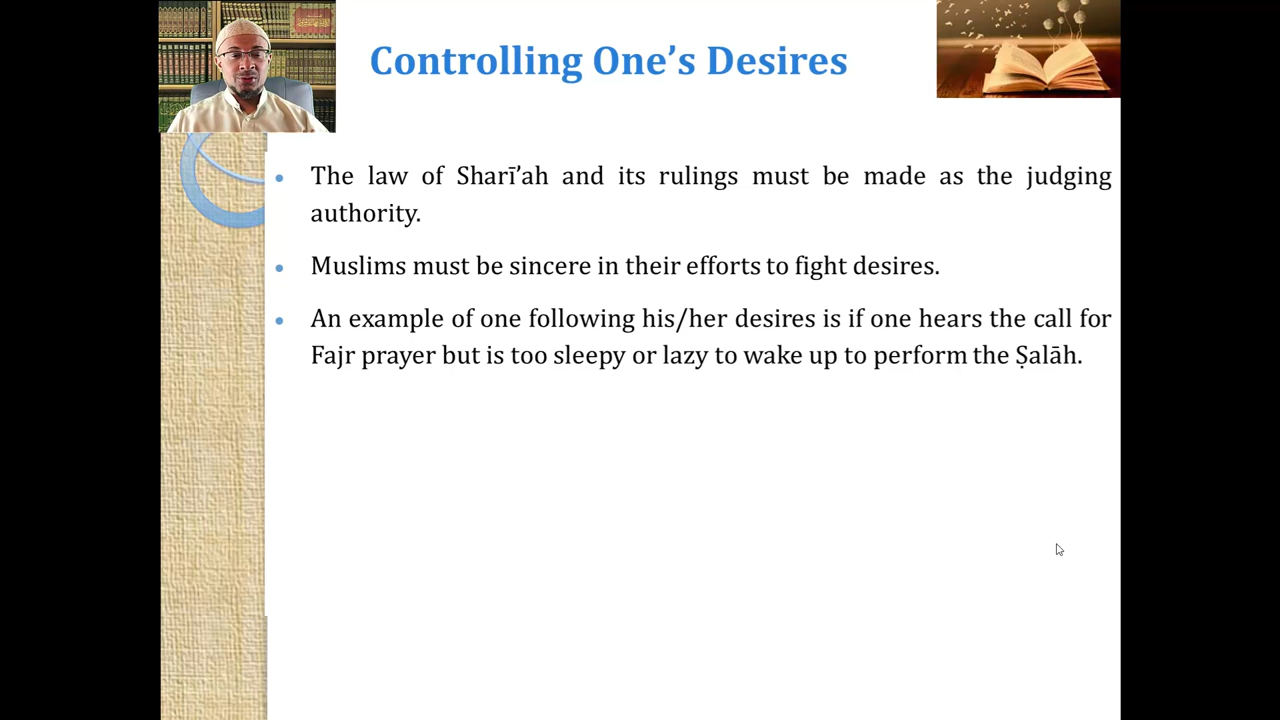 Controlling One’s Desires
• The law of Sharī’ah and its rulings must be made as the judging
authority.
• Muslims must be sincere in their efforts to fight desires.
• An example of one following his/her desires is if one hears the call for
Fajr prayer but is too sleepy or lazy to wake up to perform the Ṣalāh.